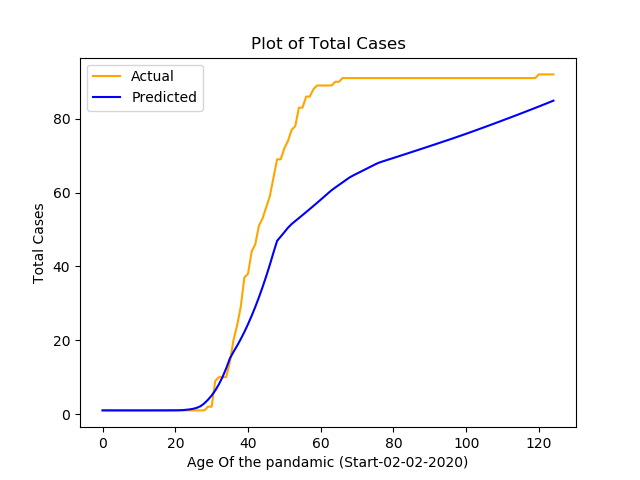 Plot of Total Cases
Actual
Predicted
80
60
40
20
0
Total Cases
0 20 40 60 80 100 120
Age Of the pandamic (Start-02-02-2020)